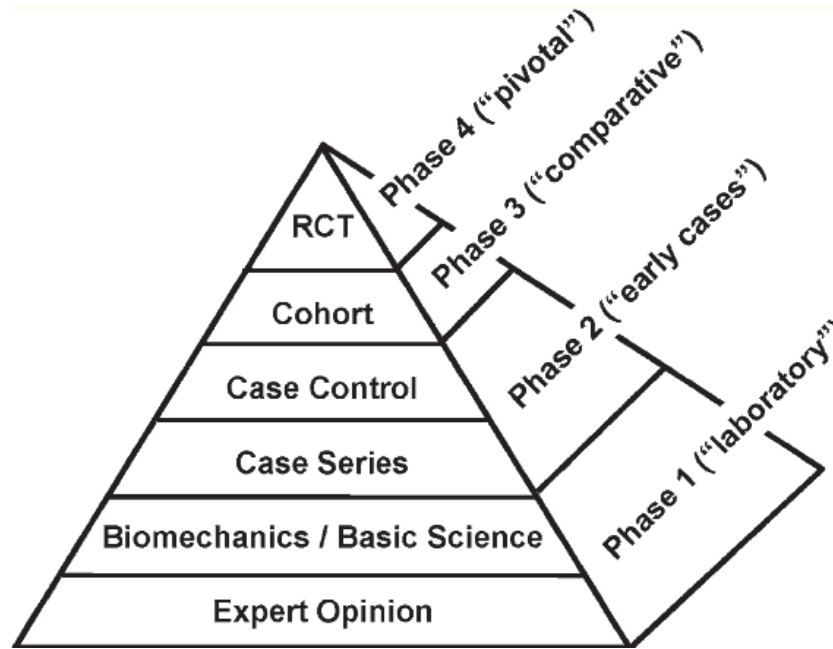 Phase 4 (“pivotal”)
Phase 3 (“comparative”)
Phase 2 (“early cases”)
Phase 1 (“laboratory”)
RCT
Cohort
Case Control
Case Series
Biomechanics / Basic Science
Expert Opinion